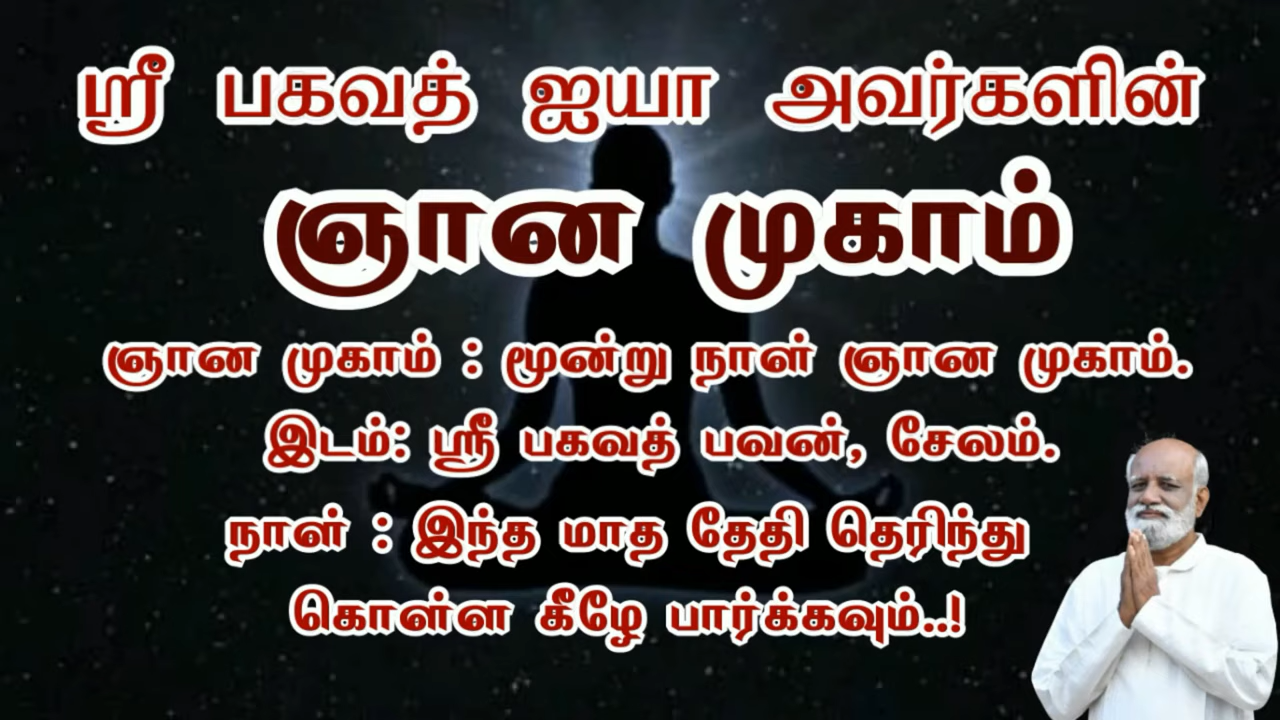 ஸ்ரீ பகவத் ஐயா அவர்களின்
ஞான முகாம்
ஞான முகாம் : மூன்று நாள் ஞான முகாம்.
இடம்: ஸ்ரீ பகவத் பவன், சேலம்.
நாள் : இந்த மாத தேதி தெரிந்து
கொள்ள கீழே பார்க்கவும்..!